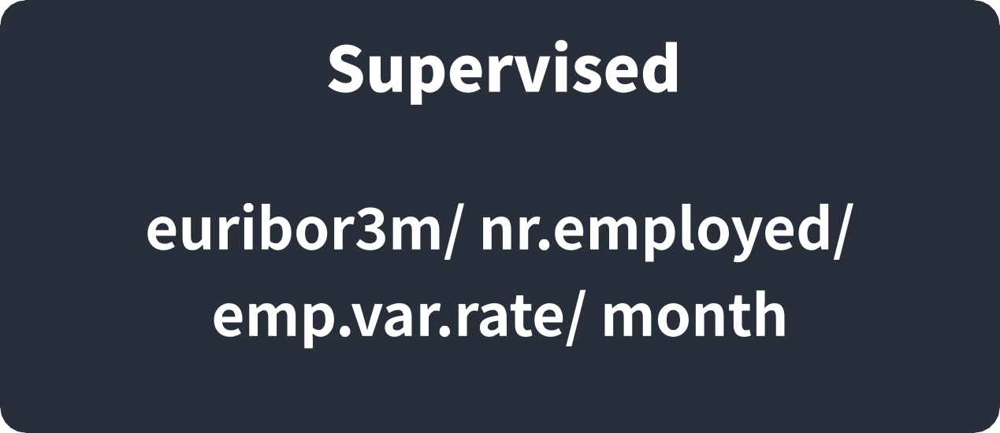 Supervised
euribor3m/ nr.employed/
emp.var.rate/ month